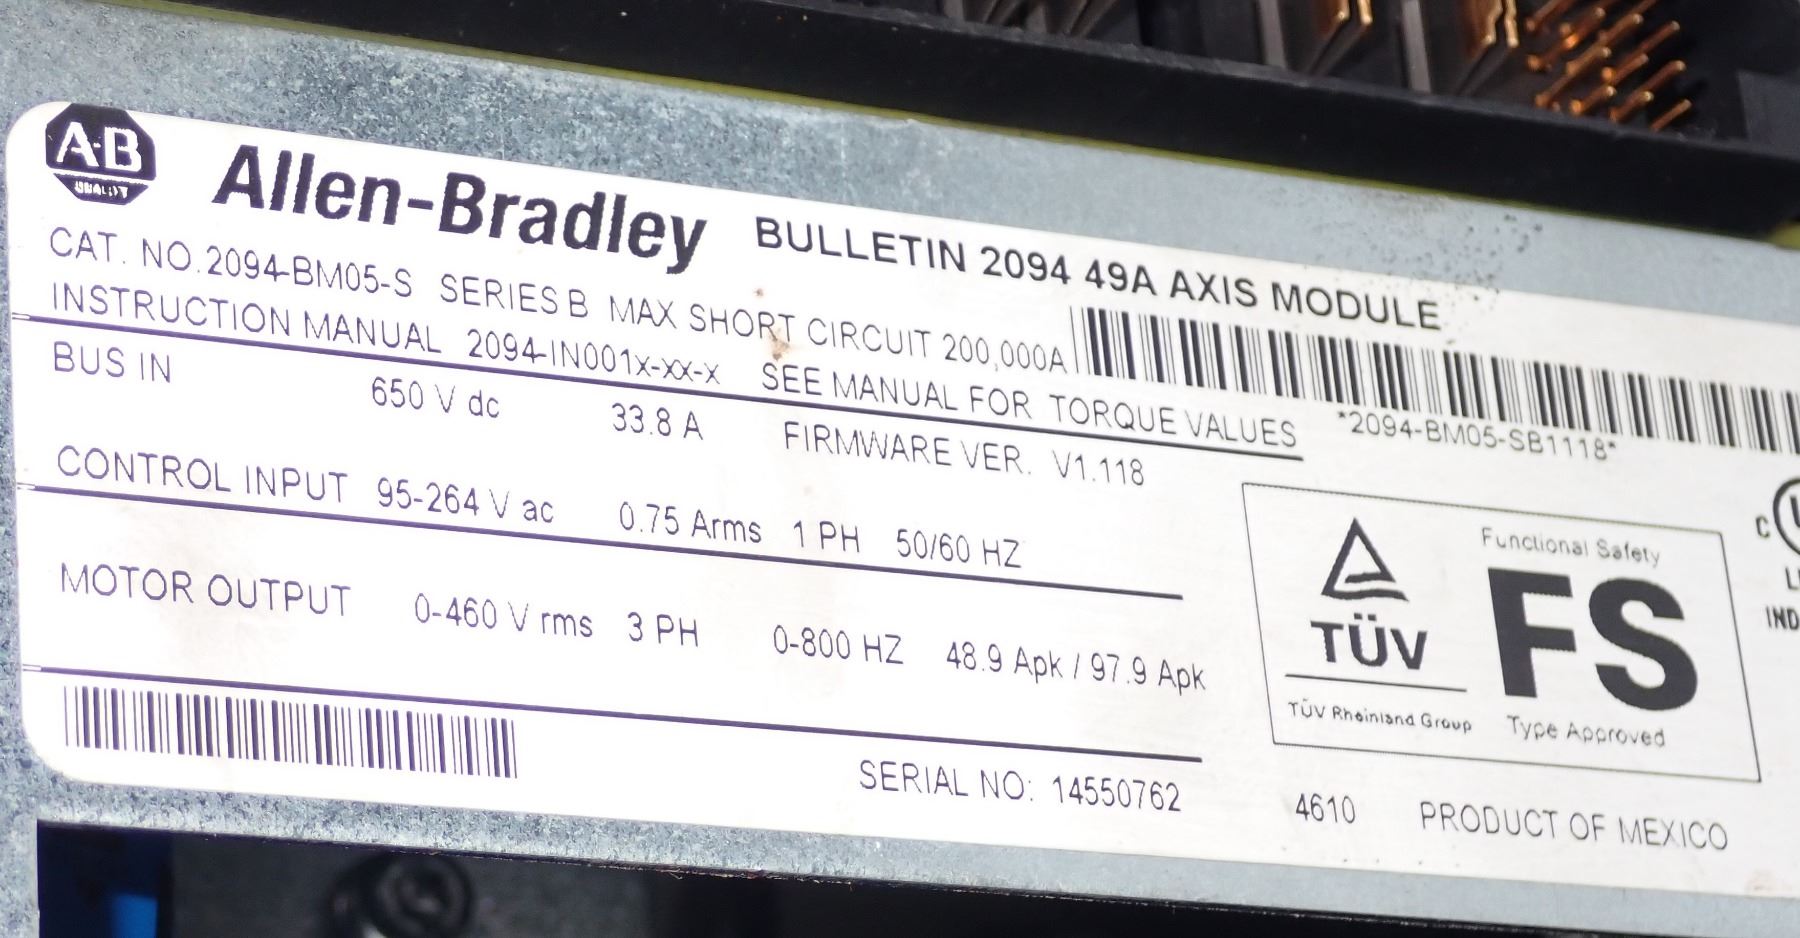 A-B
QUALITY
Allen-Bradley BULLETIN 2094 49A AXIS MODULE
CAT. NO. 2094-BM05-S SERIES B MAX SHORT CIRCUIT 200,000A
INSTRUCTION MANUAL 2094-IN001X-XX-X SEE MANUAL FOR TORQUE VALUES
*2094-BM05-SB1118*
BUS IN 650 V dc 33.8 A FIRMWARE VER. V1.118
CONTROL INPUT 95-264 V ac 0.75 Arms 1 PH 50/60 HZ
MOTOR OUTPUT 0-460 V rms 3 PH 0-800 HZ 48.9 Apk / 97.9 Apk
Functional Safety
TÜV FS
TÜV Rheinland Group Type Approved
C
IND
SERIAL NO: 14550762 4610 PRODUCT OF MEXICO